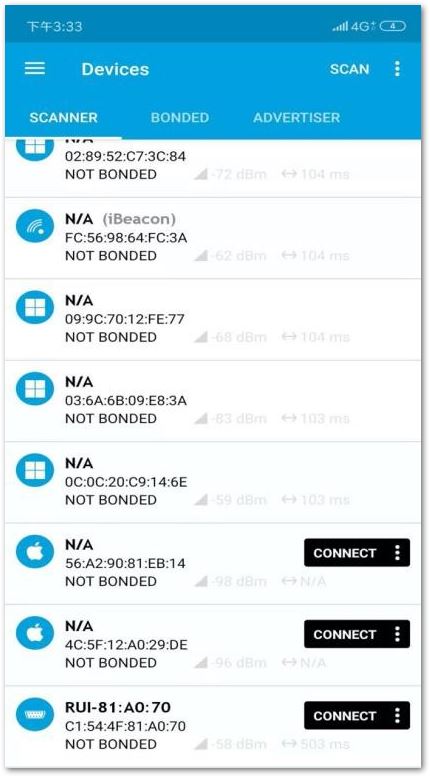 下午3:33
4G 4
Devices SCAN
SCANNER BONDED ADVERTISER
N/A
02:89:52:C7:3C:84
NOT BONDED -72 dBm 104 ms
N/A (iBeacon)
FC:56:98:64:FC:3A
NOT BONDED -62 dBm 104 ms
N/A
09:9C:70:12:FE:77
NOT BONDED -68 dBm 104 ms
N/A
03:6A:6B:09:E8:3A
NOT BONDED -83 dBm 103 ms
N/A
0C:0C:20:C9:14:6E
NOT BONDED -59 dBm 103 ms
N/A
56:A2:90:81:EB:14
CONNECT
NOT BONDED -98 dBm N/A
N/A
4C:5F:12:A0:29:DE
CONNECT
NOT BONDED -96 dBm N/A
RUI-81:A0:70
C1:54:4F:81:A0:70
CONNECT
NOT BONDED -58 dBm 503 ms